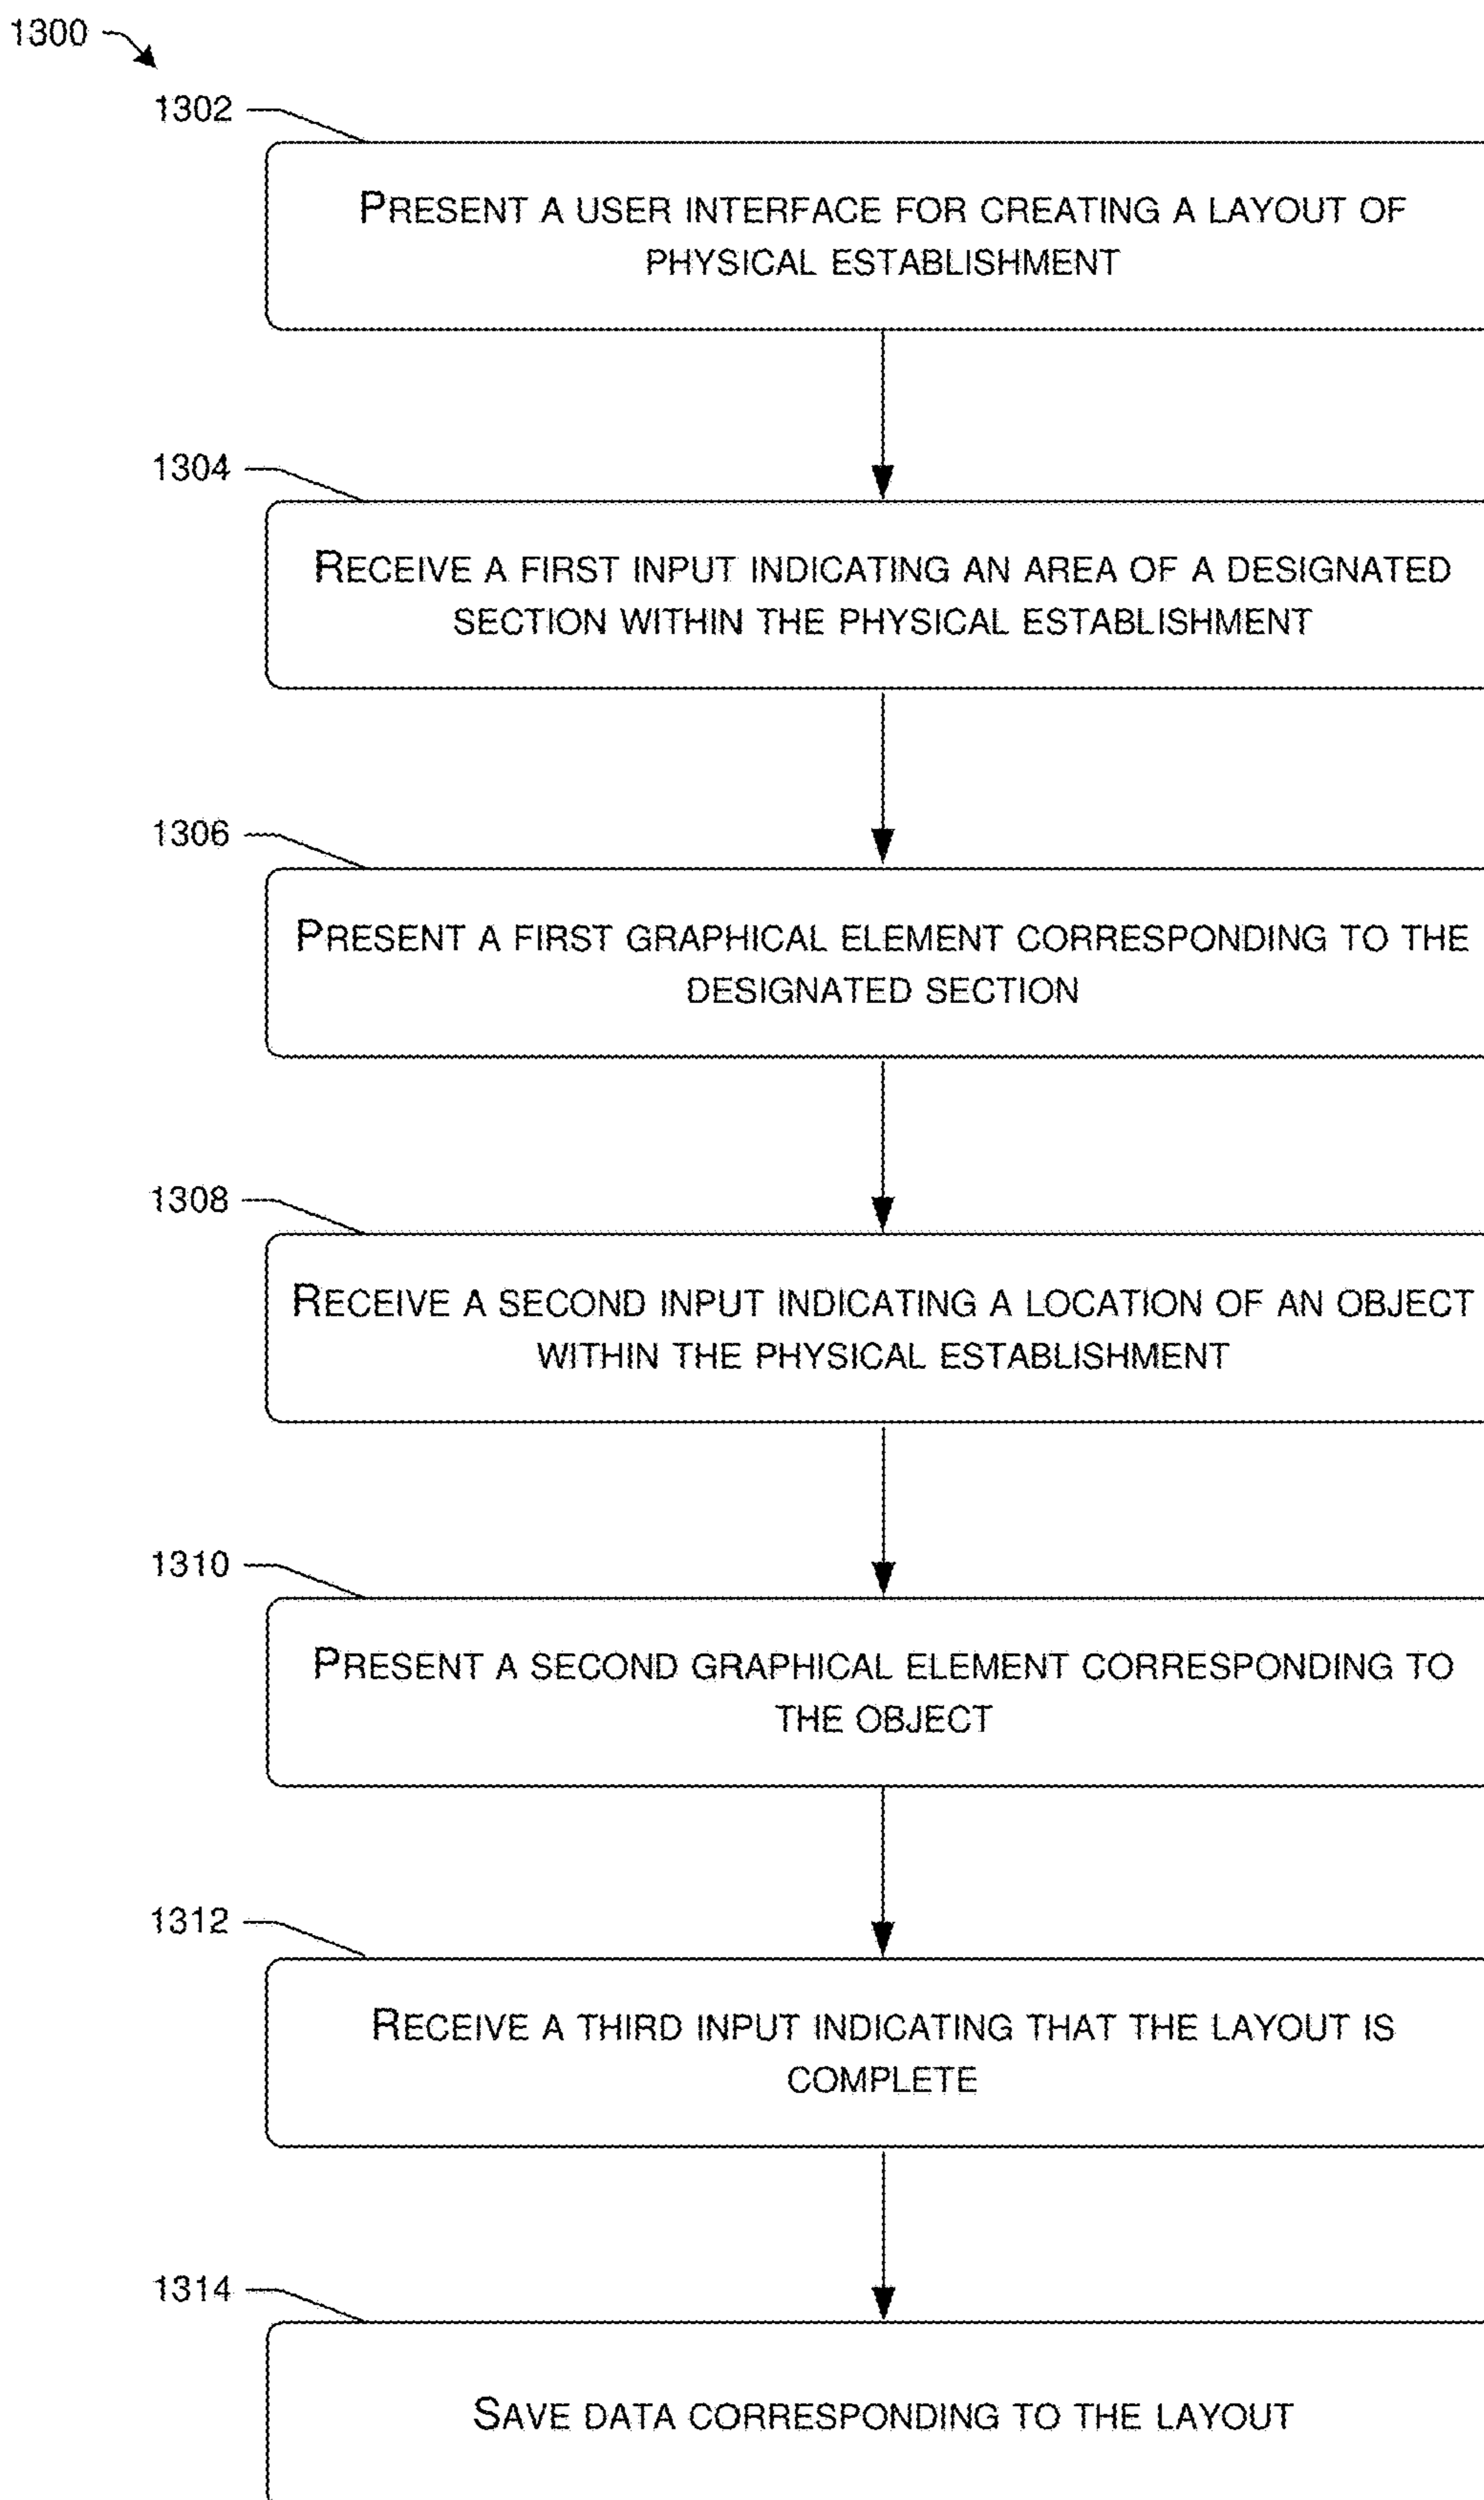 1300
1302
PRESENT A USER INTERFACE FOR CREATING A LAYOUT OF
PHYSICAL ESTABLISHMENT
1304
RECEIVE A FIRST INPUT INDICATING AN AREA OF A DESIGNATED
SECTION WITHIN THE PHYSICAL ESTABLISHMENT
1306
PRESENT A FIRST GRAPHICAL ELEMENT CORRESPONDING TO THE
DESIGNATED SECTION
1308
RECEIVE A SECOND INPUT INDICATING A LOCATION OF AN OBJECT
WITHIN THE PHYSICAL ESTABLISHMENT
1310
PRESENT A SECOND GRAPHICAL ELEMENT CORRESPONDING TO
THE OBJECT
1312
RECEIVE A THIRD INPUT INDICATING THAT THE LAYOUT IS
COMPLETE
1314
SAVE DATA CORRESPONDING TO THE LAYOUT